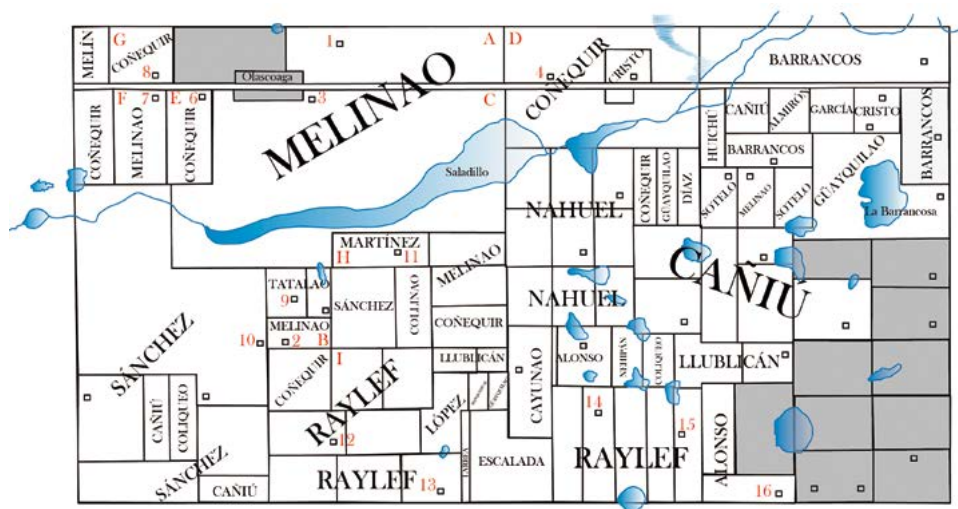 MELÍN
G
COÑEQUIR
8
1
A
D
COÑEQUIR
CRISTO
4
BARRANCOS
Olascoaga
MELINAO
COÑEQUIR
F
7
MELINAO
E
6
COÑEQUIR
3
C
HUICHÚ
CAÑIÚ
ALMIRÓN
GARCÍA
CRISTO
BARRANCOS
BARRANCOS
GÜAYQUILAO
Saladillo
COÑEQUIR
GÜAYQUILAO
DÍAZ
SOTELO
MELINAO
SOTELO
La Barrancosa
NAHUEL
MARTÍNEZ
H
11
MELINAO
CAÑIÚ
TATALAO
9
SÁNCHEZ
COLLINAO
NAHUEL
MELINAO
2
B
COÑEQUIR
10
SÁNCHEZ
COÑEQUIR
I
RAYLEF
LLUBLICÁN
CAYUNAO
ALONSO
NEHIPÁN
COLIQUEO
LLUBLICÁN
CAÑIÚ
COLIQUEO
12
LÓPEZ
14
15
ALONSO
SÁNCHEZ
CAÑIÚ
RAYLEF
13
ESCALADA
RAYLEF
16